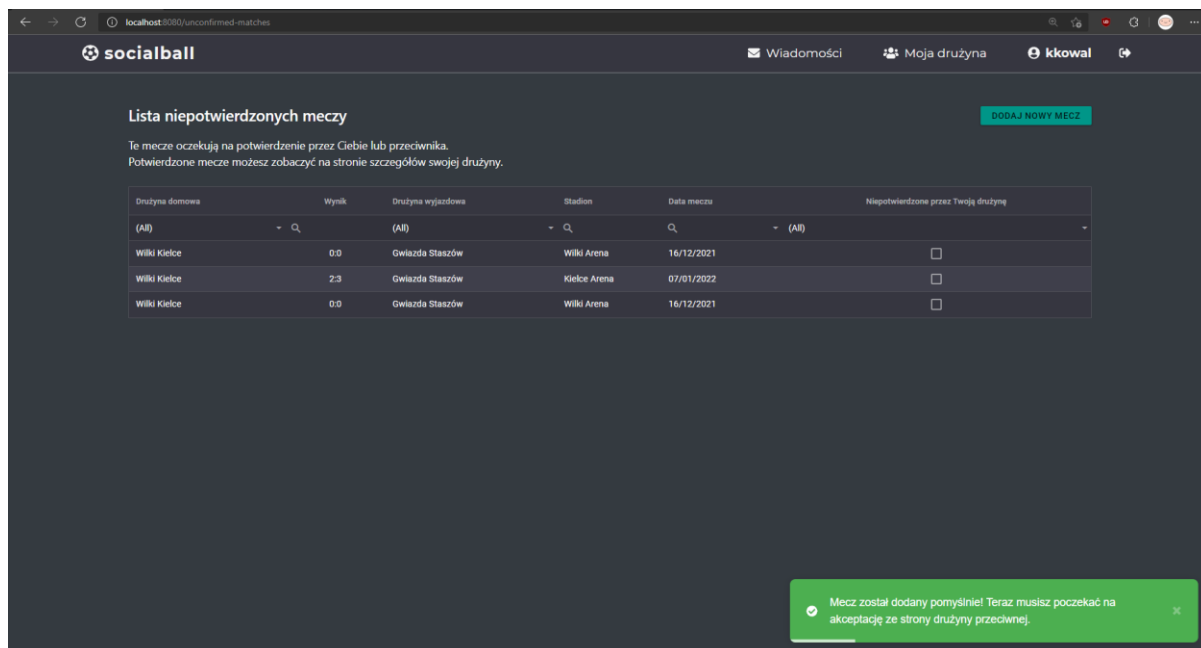 localhost:8080/unconfirmed-matches
socialball
Wiadomości
Moja drużyna
kkowal
Lista niepotwierdzonych meczy
DODAJ NOWY MECZ
Te mecze oczekują na potwierdzenie przez Ciebie lub przeciwnika.
Potwierdzone mecze możesz zobaczyć na stronie szczegółów swojej drużyny.
Drużyna domowa Wynik Drużyna wyjazdowa Stadion Data meczu Niepotwierdzone przez Twoją drużynę
(All) (All) (All)
Wilki Kielce 0:0 Gwiazda Staszów Wilki Arena 16/12/2021
Wilki Kielce 2:3 Gwiazda Staszów Kielce Arena 07/01/2022
Wilki Kielce 0:0 Gwiazda Staszów Wilki Arena 16/12/2021
Mecz został dodany pomyślnie! Teraz musisz poczekać na
akceptację ze strony drużyny przeciwnej.